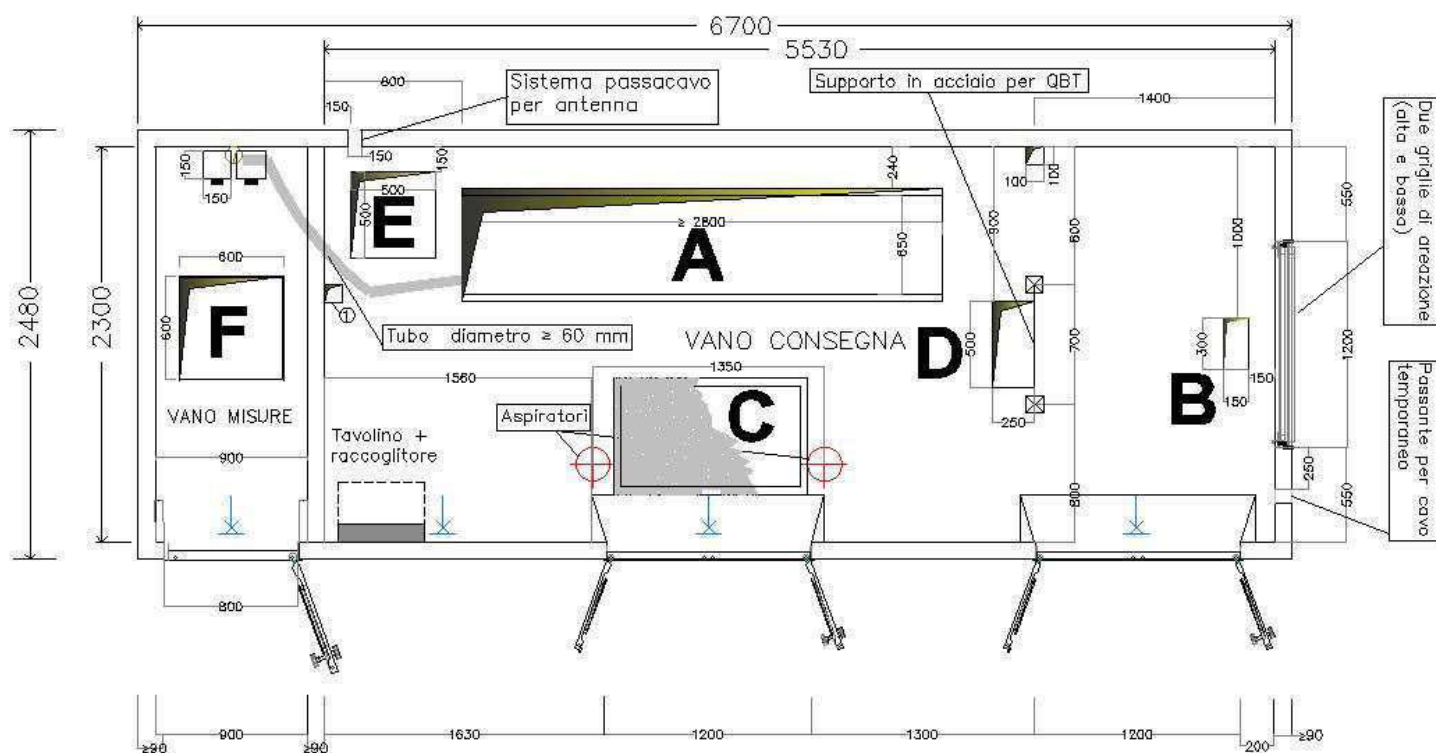 6700
5530
800
Sistema passacavo
per antenna
Supporto in acciaio per QBT
1400
150
150
150
150
150
240
100
100
550
500
500
E
≥ 2800
A
650
900
600
1000
Due griglie di areazione
(alta e bassa)
2480
2300
600
600
F
①
Tubo diametro ≥ 60 mm
VANO CONSEGNA
D
500
700
300
B
150
150
1200
1560
1350
250
C
VANO MISURE
Aspiratori
Tavolino +
raccoglitore
900
800
250
550
Passante per cavo
temporaneo
800
≥90
900
≥90
1630
1200
1300
1200
200
≥90